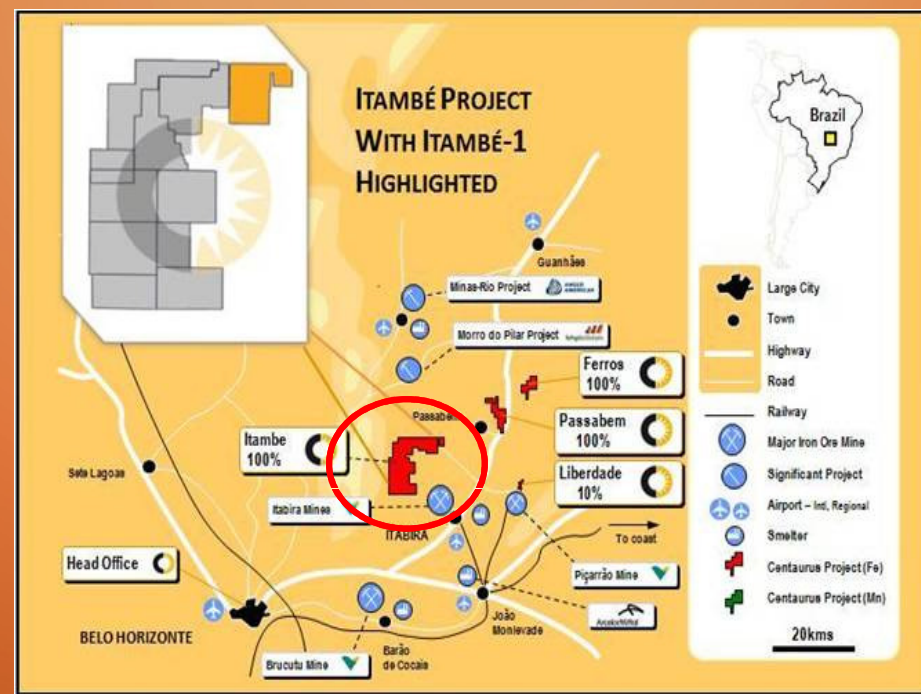 ITAMBÉ PROJECT
WITH ITAMBÉ-1
HIGHLIGHTED
Brazil
Guanhães
Minas-Rio Project
ANGLO
AMERICAN
Morro do Pilar Project
Ferros
100%
Passabem
Passabem
100%
Itambe
100%
Liberdade
10%
Sete Lagoas
Itabira Mines
ITABIRA
To coast
Head Office
Piçarrão Mine
João
Monlevade
ArcelorMittal
BELO HORIZONTE
Barão
de Cocais
Brucutu Mine
Large City
Town
Highway
Road
Railway
Major Iron Ore Mine
Significant Project
Airport – Intl, Regional
Smelter
Centaurus Project (Fe)
Centaurus Project (Mn)
20kms